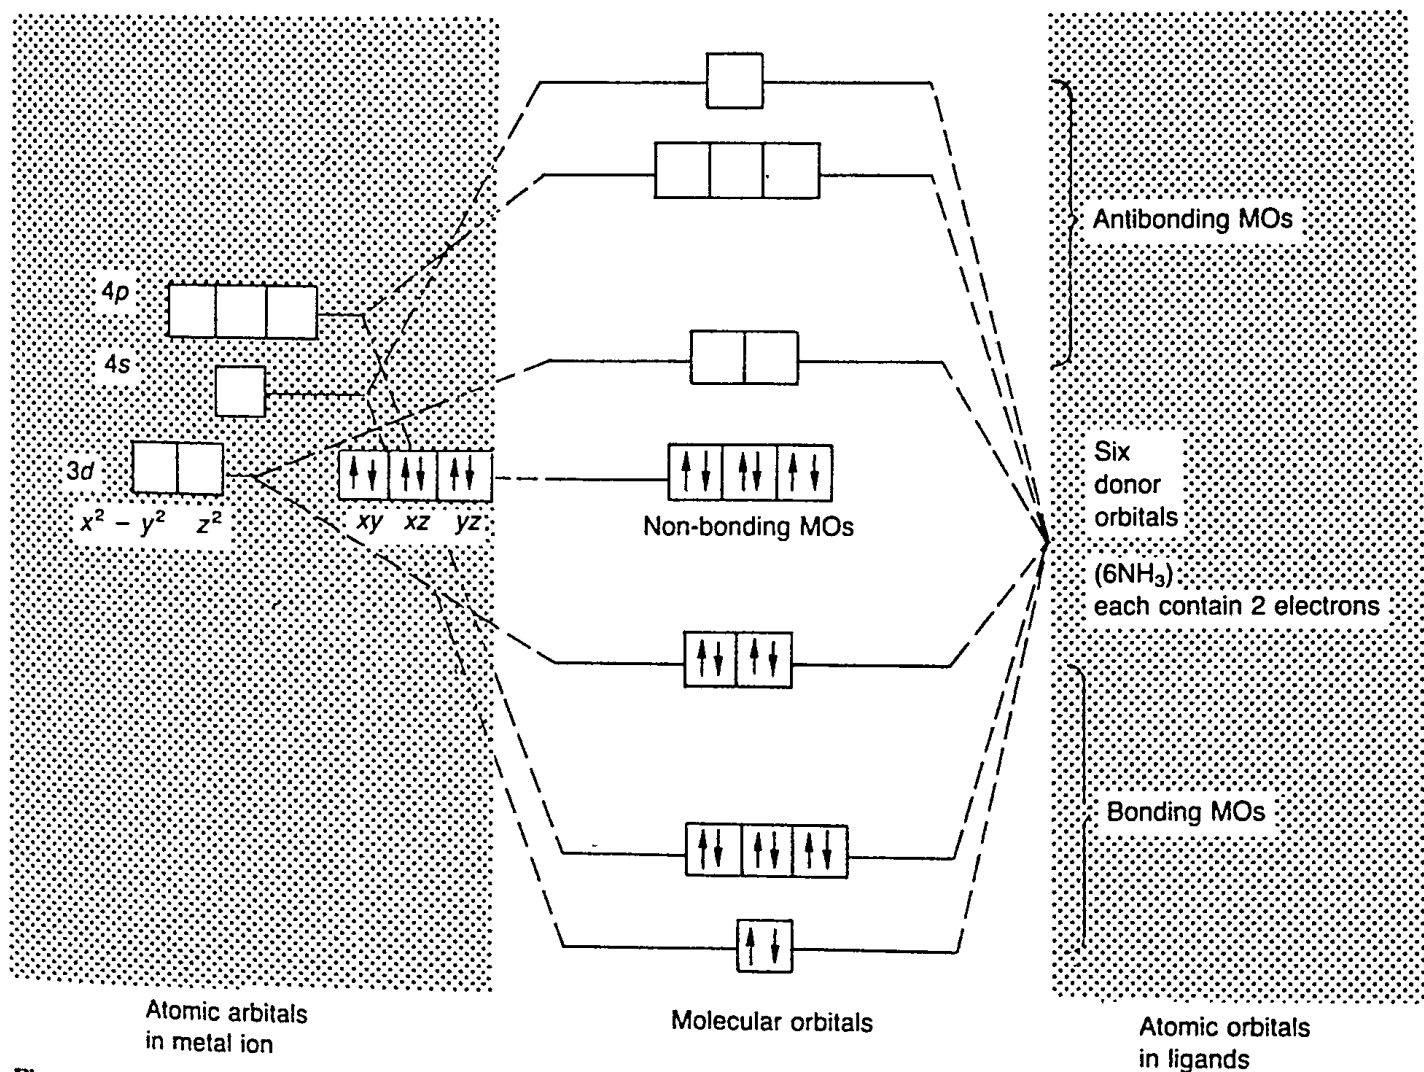 Antibonding MOs
4p
4s
3d
x² − y² z²
xy xz yz
Non-bonding MOs
Six
donor
orbitals
(6NH₃)
each contain 2 electrons
Bonding MOs
Atomic arbitals
in metal ion
Molecular orbitals
Atomic orbitals
in ligands